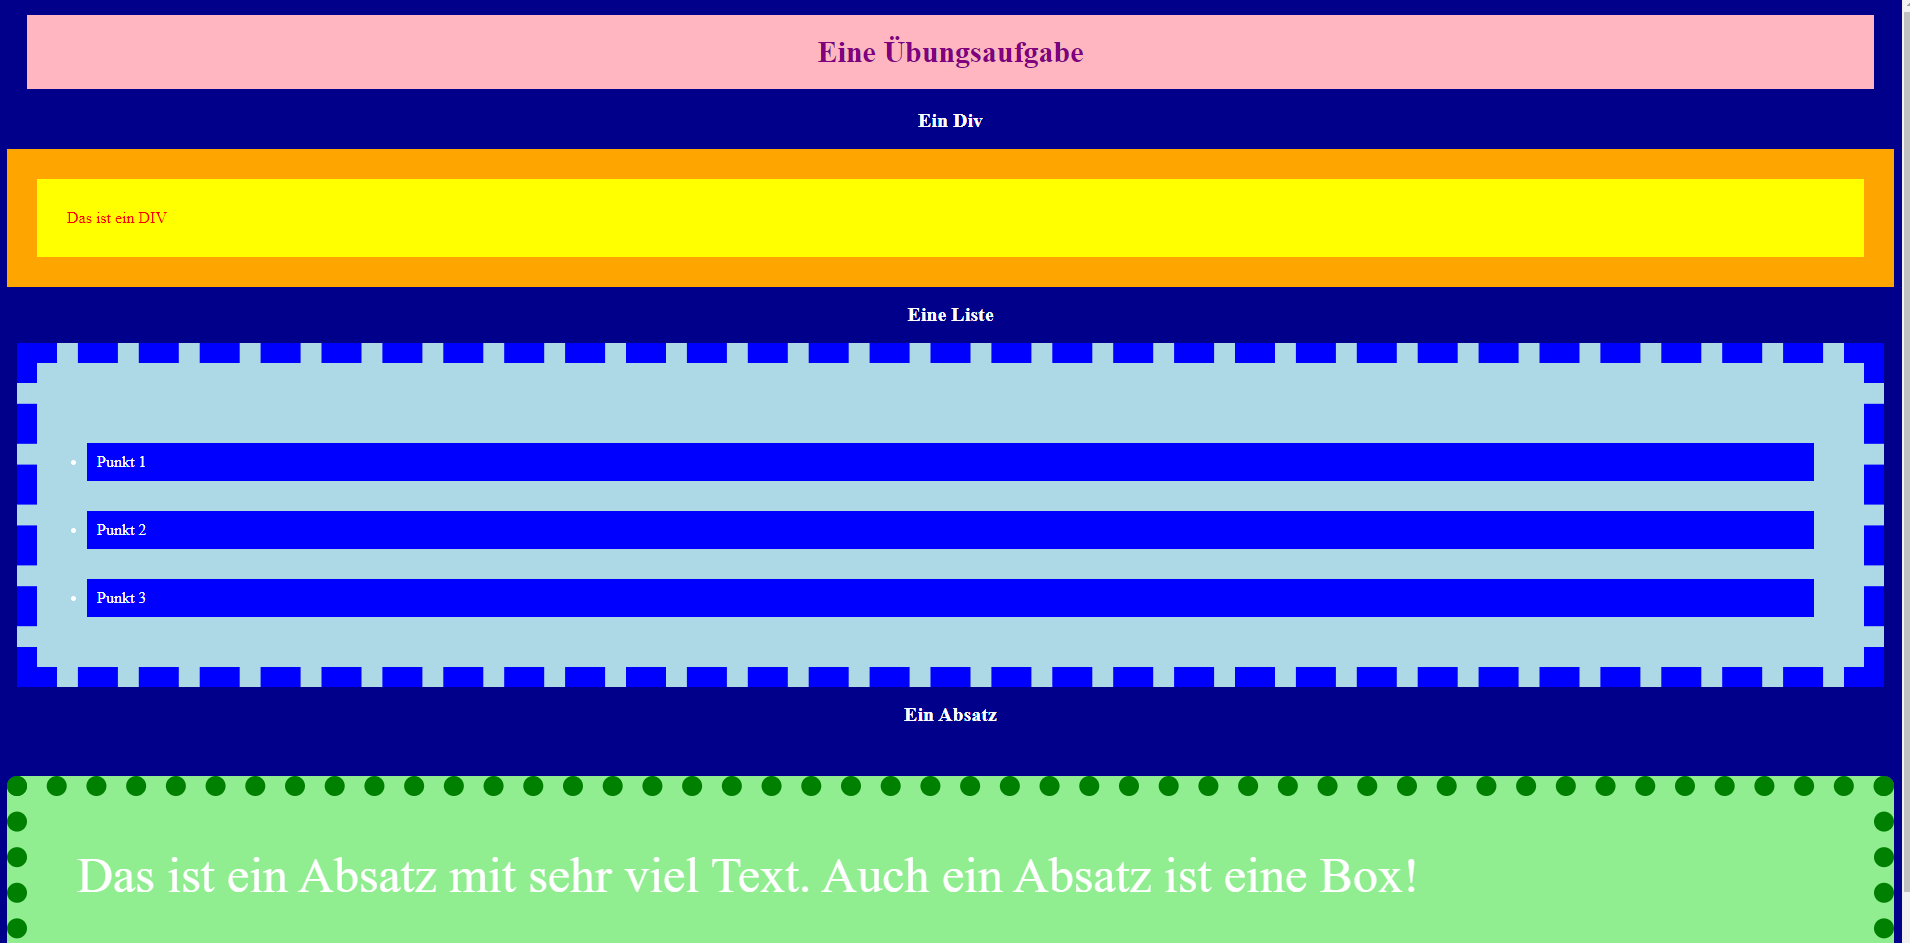 Eine Übungsaufgabe
Ein Div
Das ist ein DIV
Eine Liste
Punkt 1
Punkt 2
Punkt 3
Ein Absatz
Das ist ein Absatz mit sehr viel Text. Auch ein Absatz ist eine Box!